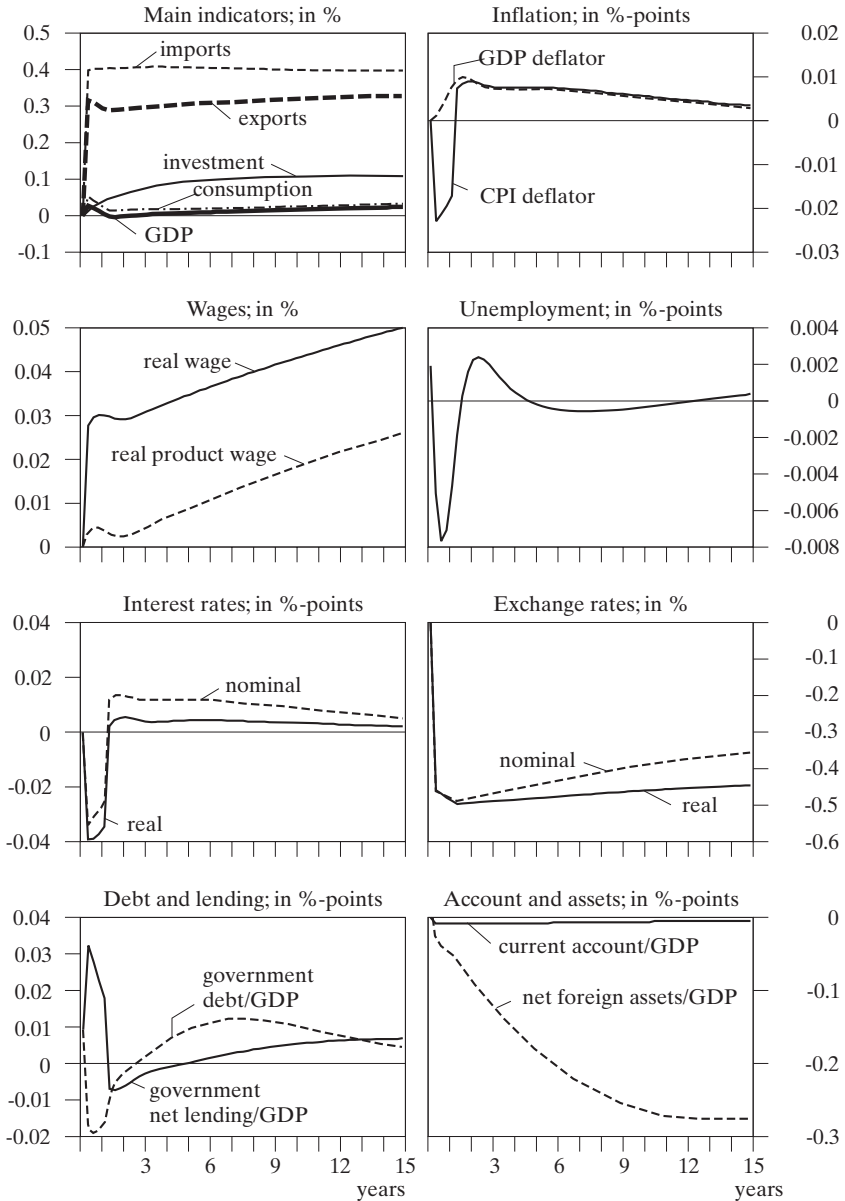 Main indicators; in %
0.5
0.4
0.3
0.2
0.1
0
-0.1
imports
exports
investment
consumption
GDP
Inflation; in %-points
0.02
0.01
0
-0.01
-0.02
-0.03
GDP deflator
CPI deflator
Wages; in %
0.05
0.04
0.03
0.02
0.01
0
real wage
real product wage
Unemployment; in %-points
0.004
0.002
0
-0.002
-0.004
-0.006
-0.008
Interest rates; in %-points
0.04
0.02
0
-0.02
-0.04
nominal
real
Exchange rates; in %
0
-0.1
-0.2
-0.3
-0.4
-0.5
-0.6
nominal
real
Debt and lending; in %-points
0.04
0.03
0.02
0.01
0
-0.01
-0.02
government
debt/GDP
government
net lending/GDP
3 6 9 12 15
years
Account and assets; in %-points
0
-0.1
-0.2
-0.3
current account/GDP
net foreign assets/GDP
3 6 9 12 15
years